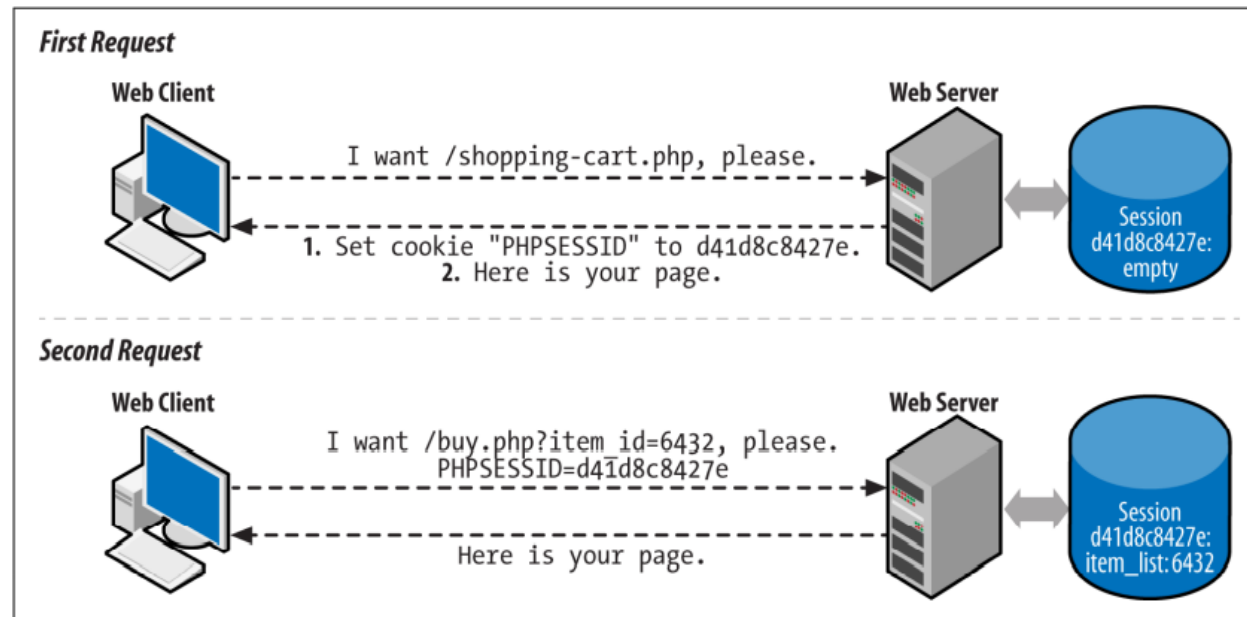 First Request
Web Client
Web Server
I want /shopping-cart.php, please.
1. Set cookie "PHPSESSID" to d41d8c8427e.
2. Here is your page.
Session
d41d8c8427e:
empty
Second Request
Web Client
Web Server
I want /buy.php?item_id=6432, please.
PHPSESSID=d41d8c8427e
Here is your page.
Session
d41d8c8427e:
item_list:6432